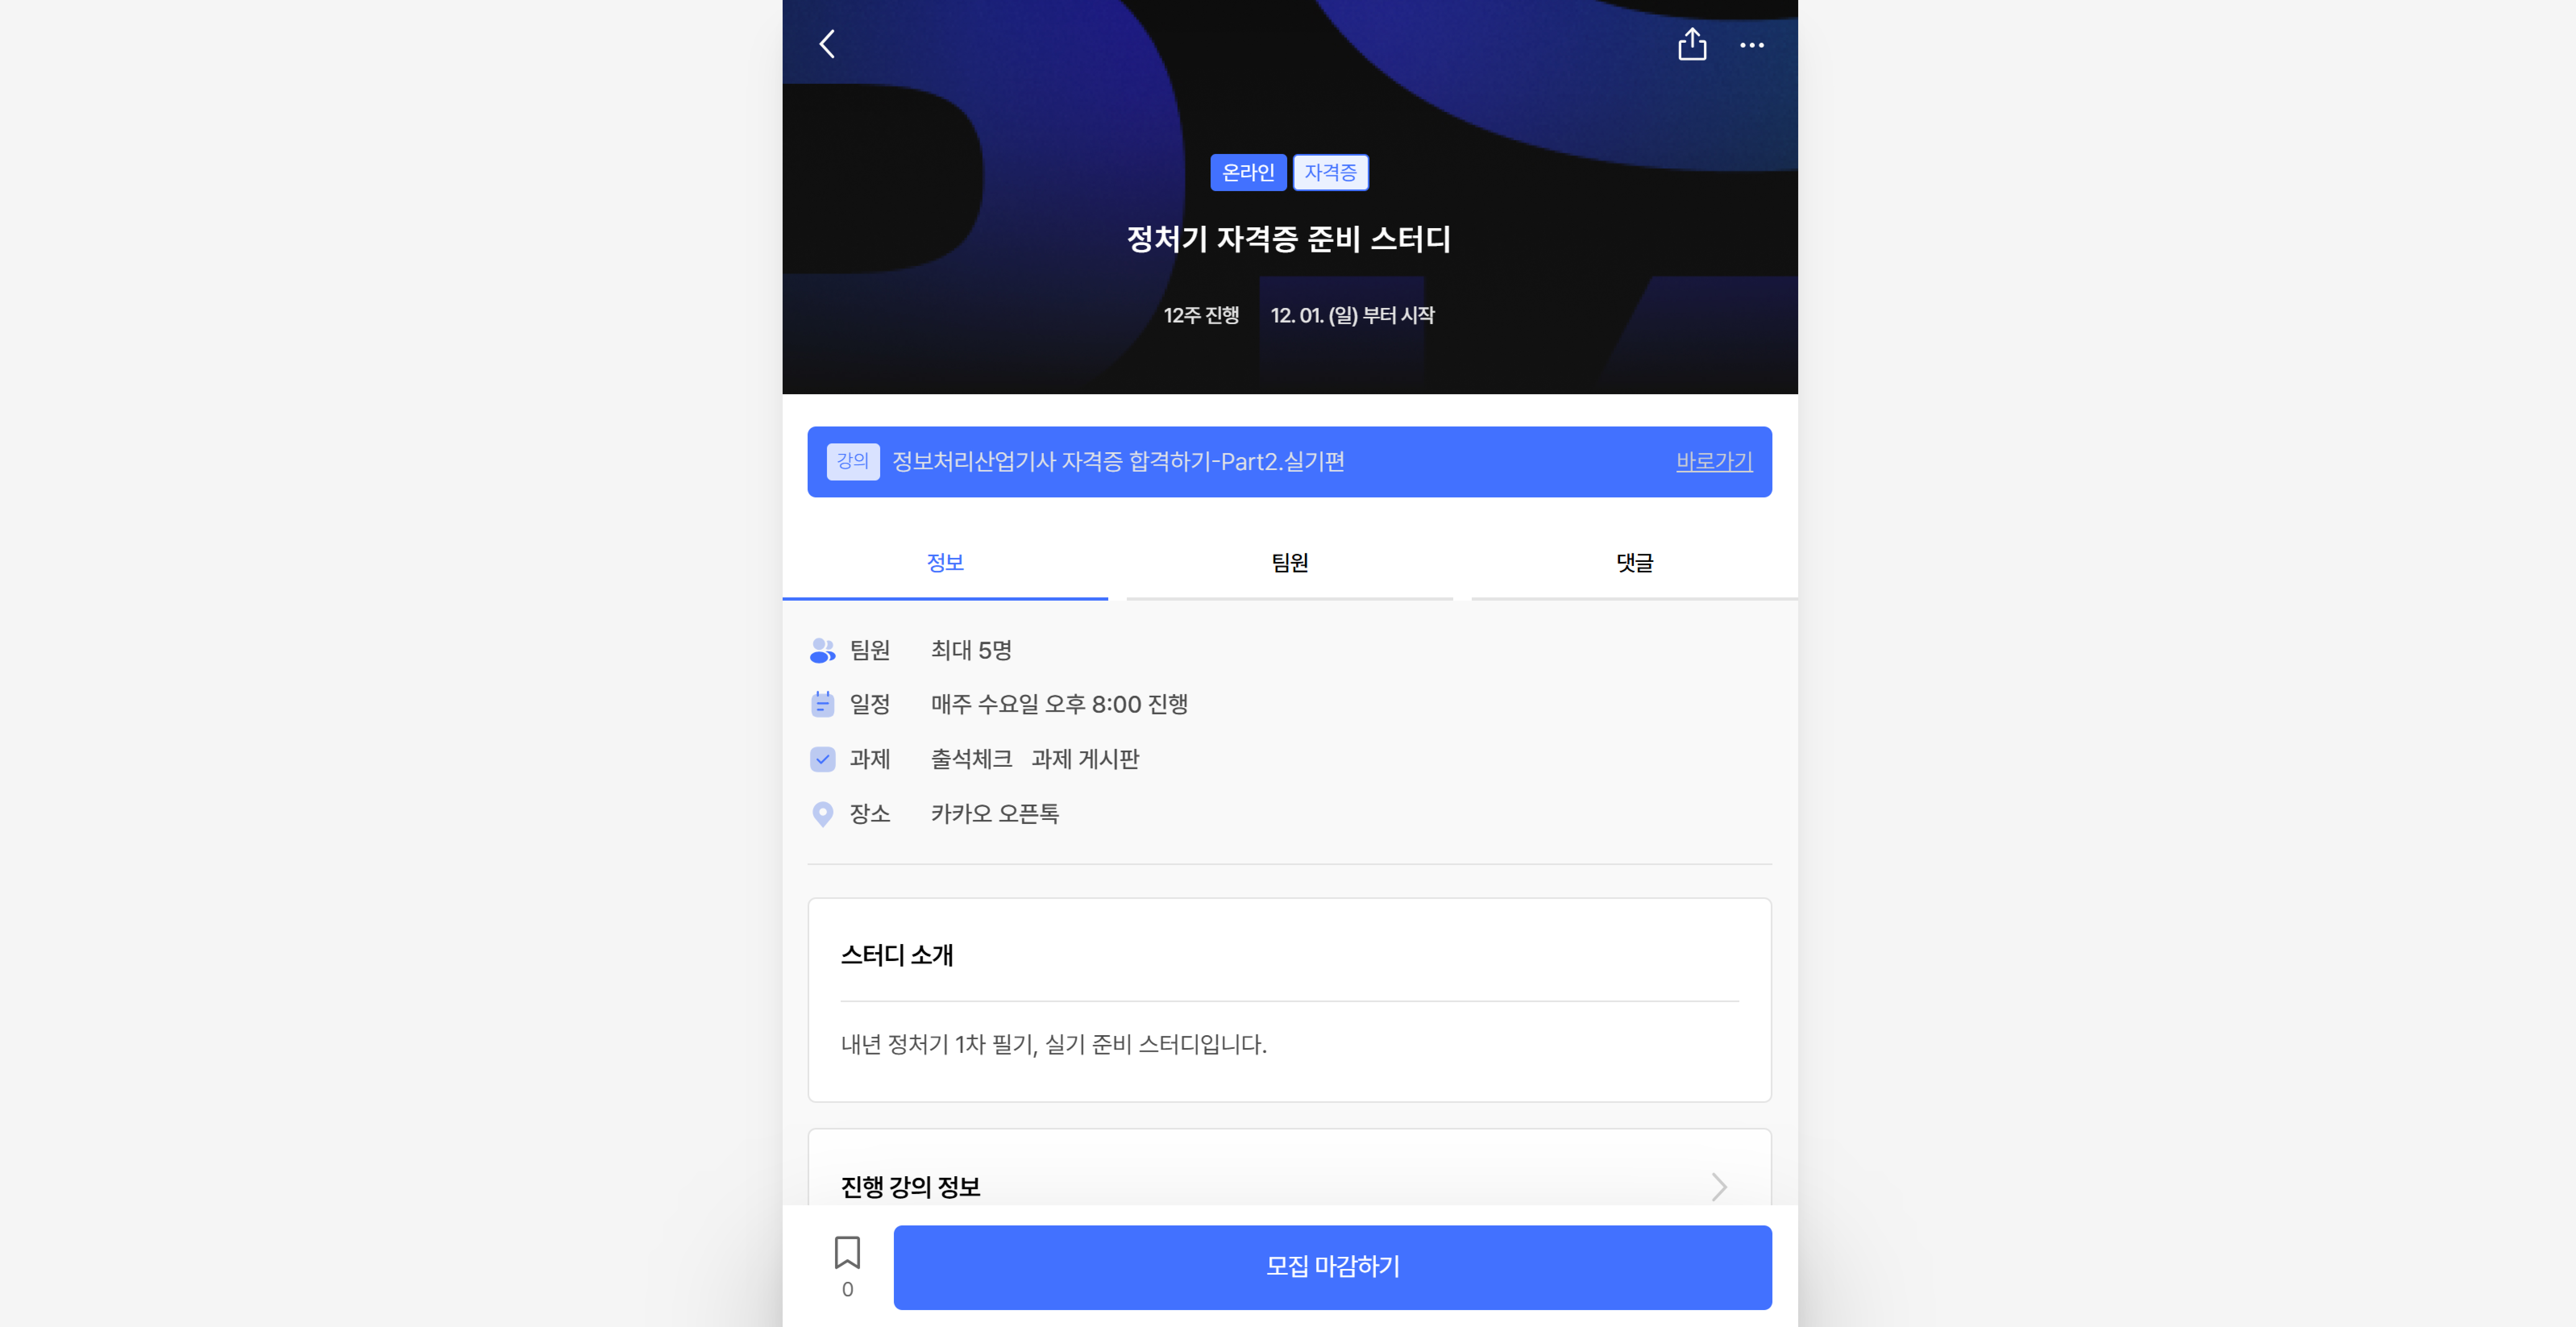 온라인 자격증
정처기 자격증 준비 스터디
12주 진행 12. 01. (일) 부터 시작
강의 정보처리산업기사 자격증 합격하기-Part2.실기편 바로가기
정보 팀원 댓글
팀원 최대 5명
일정 매주 수요일 오후 8:00 진행
과제 출석체크 과제 게시판
장소 카카오 오픈톡
스터디 소개
내년 정처기 1차 필기, 실기 준비 스터디입니다.
진행 강의 정보
모집 마감하기
0